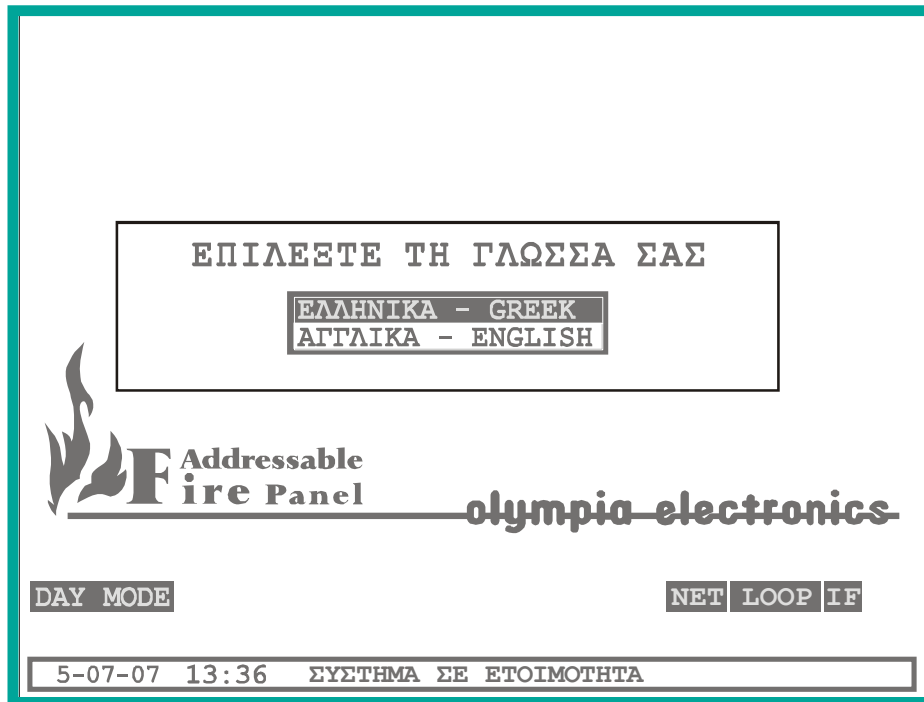 ΕΠΙΛΕΞΤΕ ΤΗ ΓΛΩΣΣΑ ΣΑΣ
ΕΛΛΗΝΙΚΑ - GREEK
ΑΓΓΛΙΚΑ - ENGLISH
Addressable
Fire Panel
olympia electronics
DAY MODE
NET LOOP IF
5-07-07 13:36 ΣΥΣΤΗΜΑ ΣΕ ΕΤΟΙΜΟΤΗΤΑ